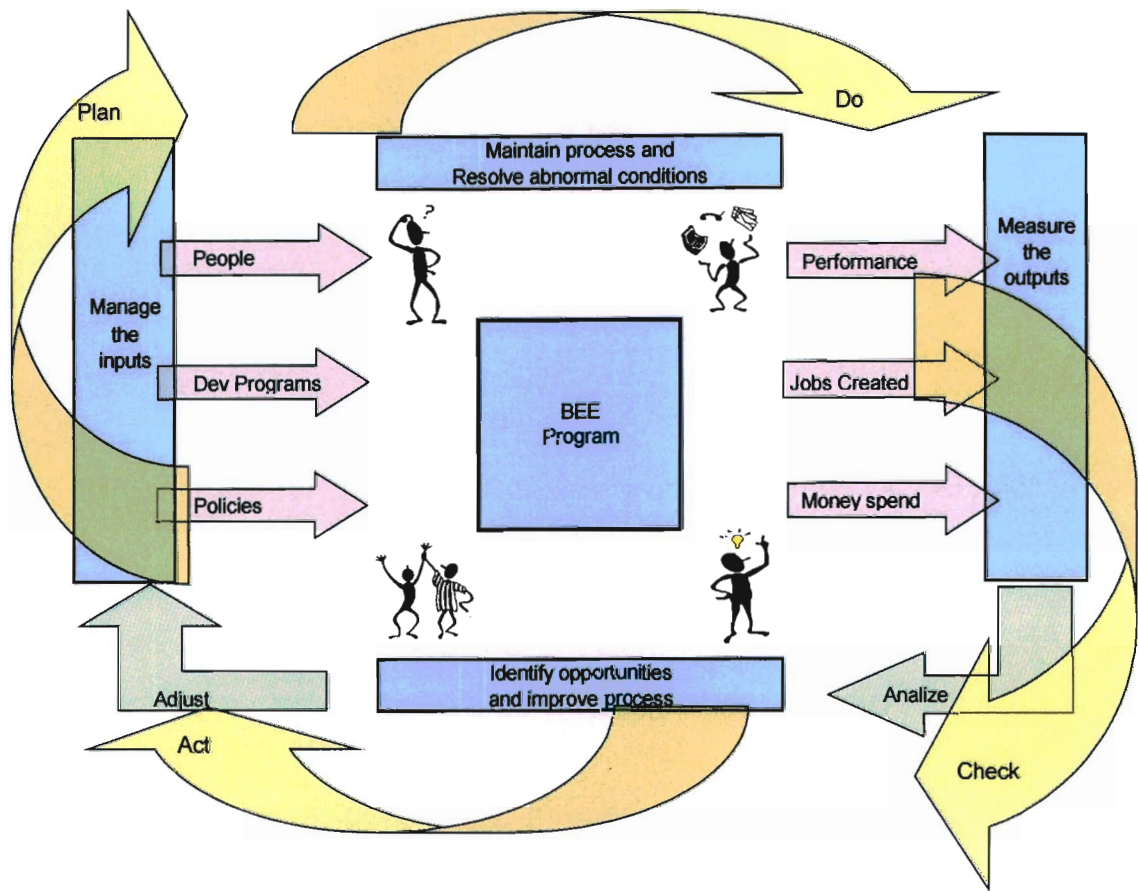 Plan
Do
Maintain process and
Resolve abnormal conditions
?
Measure
the
outputs
People
Performance
Manage
the
inputs
Dev Programs
Jobs Created
BEE
Program
Policies
Money spend
Identify opportunities
and improve process
Adjust
Analize
Act
Check